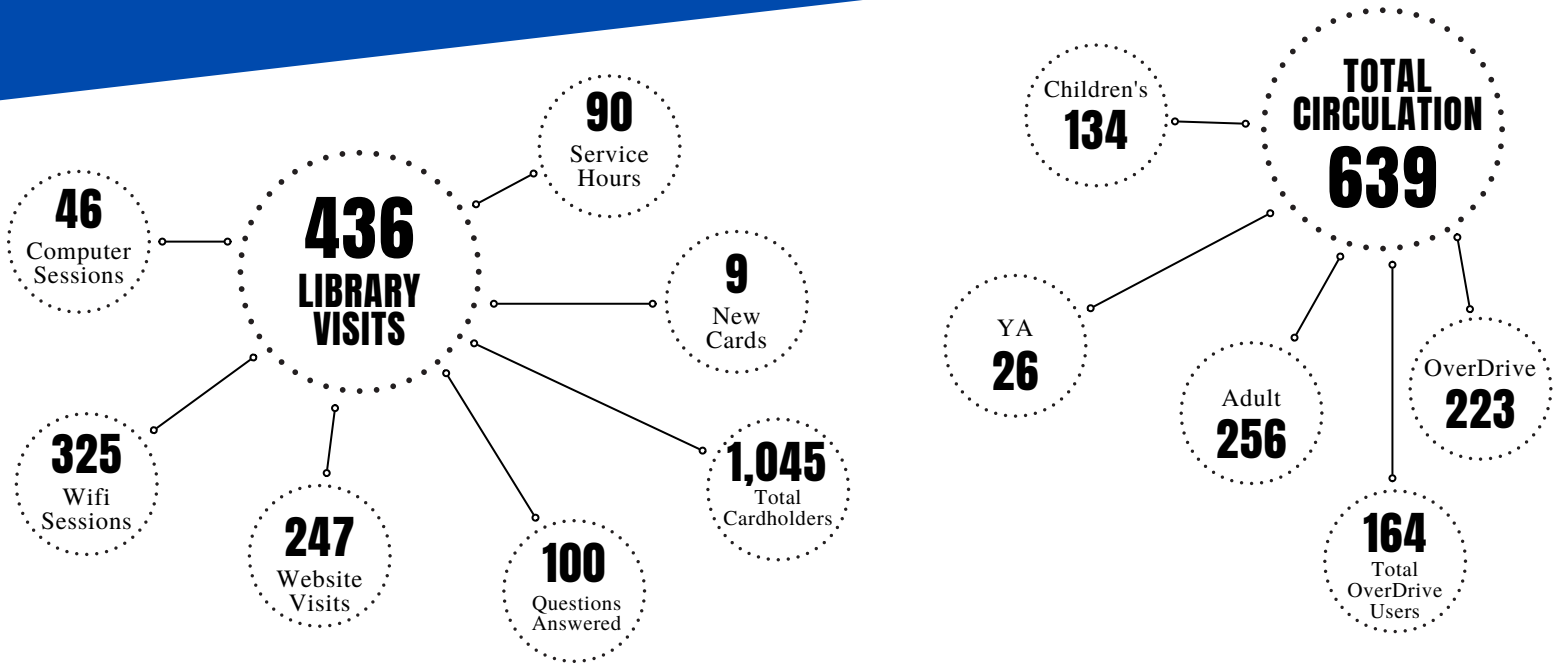 436
LIBRARY
VISITS
90
Service
Hours
46
Computer
Sessions
9
New
Cards
325
Wifi
Sessions
1,045
Total
Cardholders
247
Website
Visits
100
Questions
Answered
TOTAL
CIRCULATION
639
Children's
134
YA
26
Adult
256
OverDrive
223
164
Total
OverDrive
Users